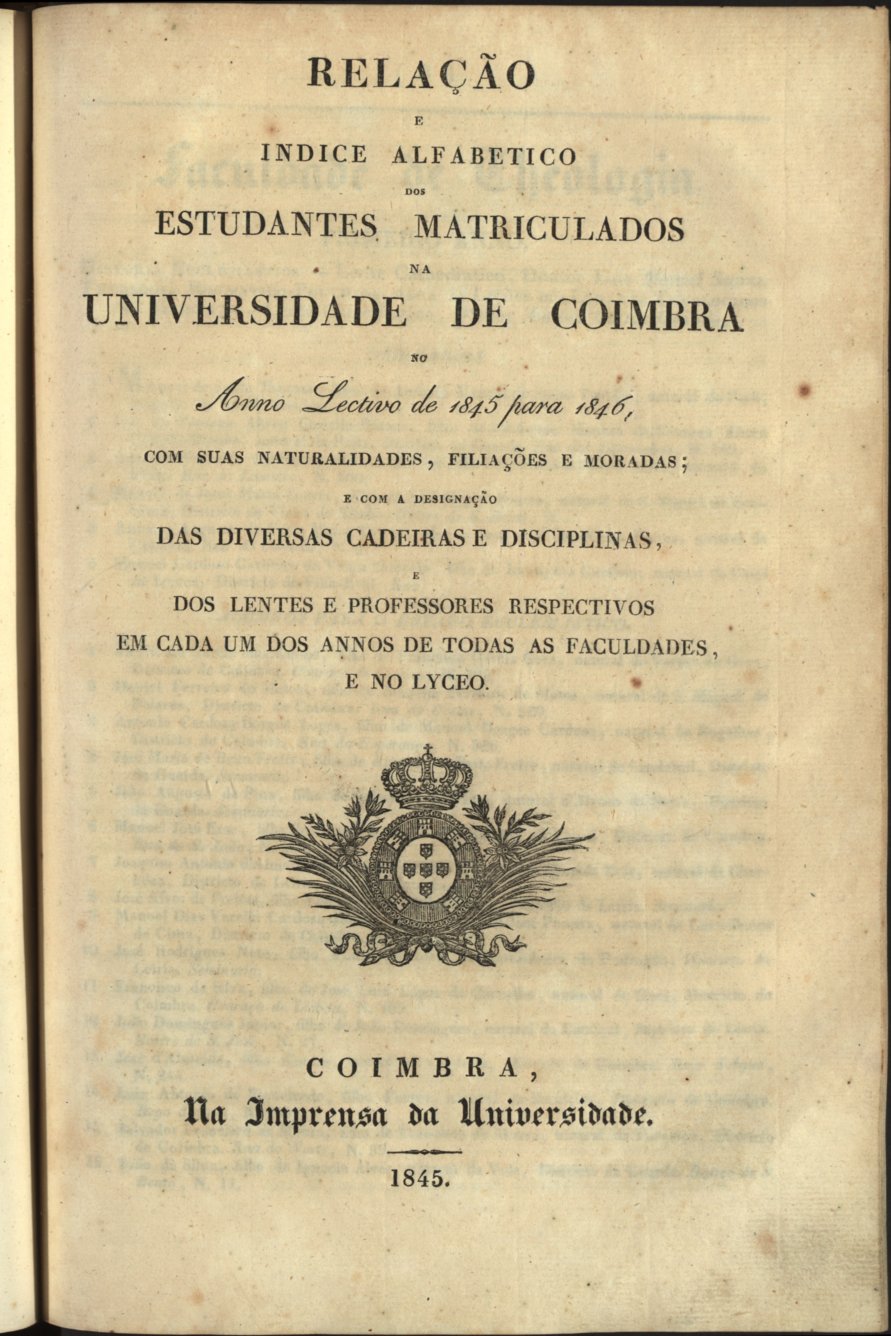 RELAÇÃO
E
INDICE ALFABETICO
DOS
ESTUDANTES MATRICULADOS
NA
UNIVERSIDADE DE COIMBRA
NO
Anno Lectivo de 1845 para 1846,
COM SUAS NATURALIDADES, FILIAÇÕES E MORADAS;
E COM A DESIGNAÇÃO
DAS DIVERSAS CADEIRAS E DISCIPLINAS,
E
DOS LENTES E PROFESSORES RESPECTIVOS
EM CADA UM DOS ANNOS DE TODAS AS FACULDADES,
E NO LYCEO.
COIMBRA,
Na Imprensa da Universidade.
1845.